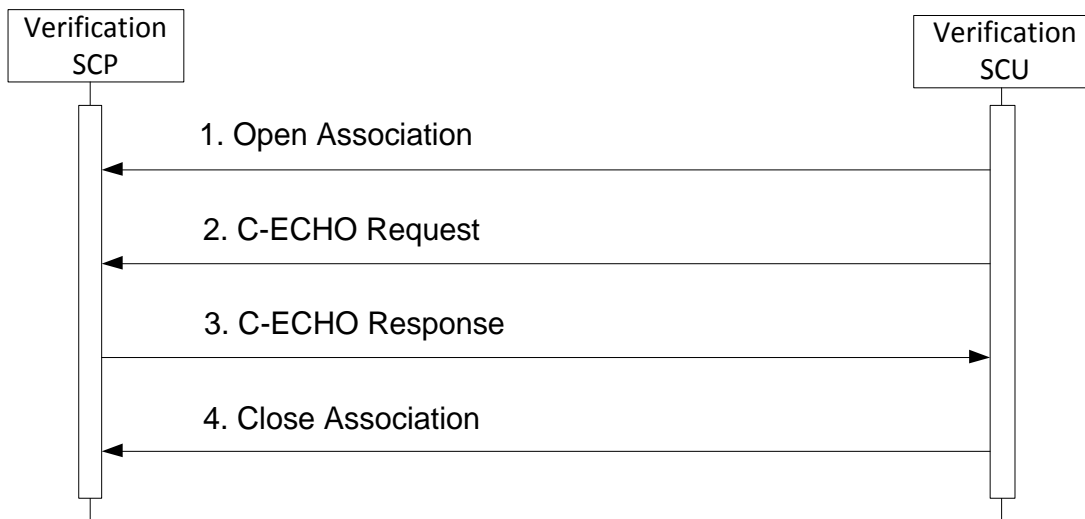 Verification
SCP
Verification
SCU
1. Open Association
2. C-ECHO Request
3. C-ECHO Response
4. Close Association